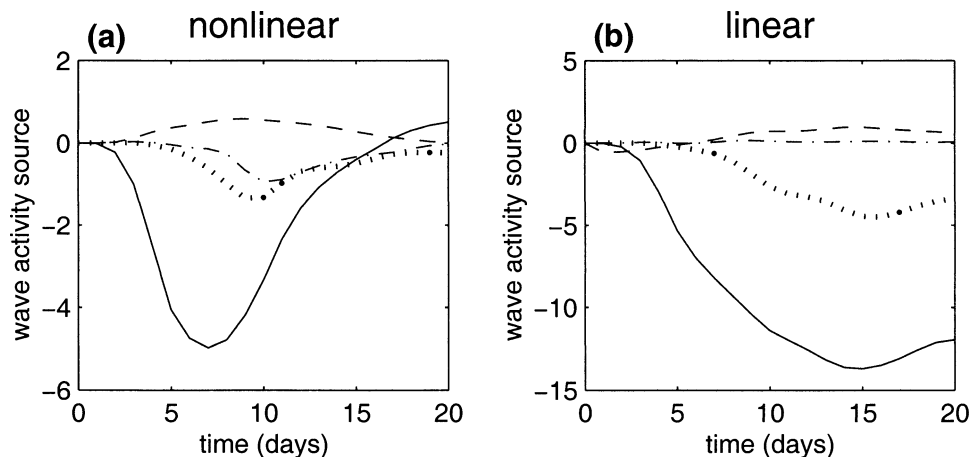 (a) nonlinear
2
0
−2
−4
−6
wave activity source
0 5 10 15 20
time (days)
(b) linear
5
0
−5
−10
−15
wave activity source
0 5 10 15 20
time (days)